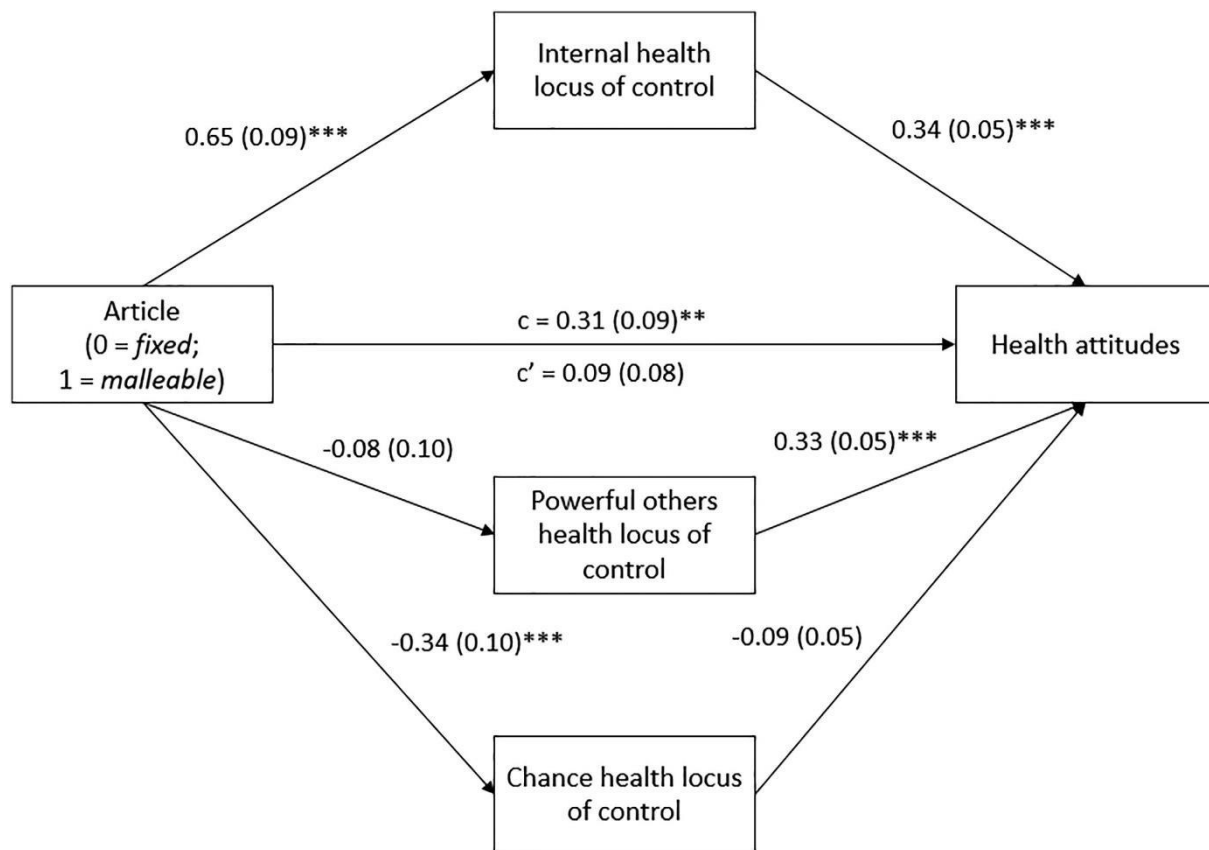 Internal health
locus of control
0.65 (0.09)***
0.34 (0.05)***
Article
(0 = fixed;
1 = malleable)
c = 0.31 (0.09)**
c’ = 0.09 (0.08)
Health attitudes
-0.08 (0.10)
0.33 (0.05)***
Powerful others
health locus of
control
-0.34 (0.10)***
-0.09 (0.05)
Chance health locus
of control